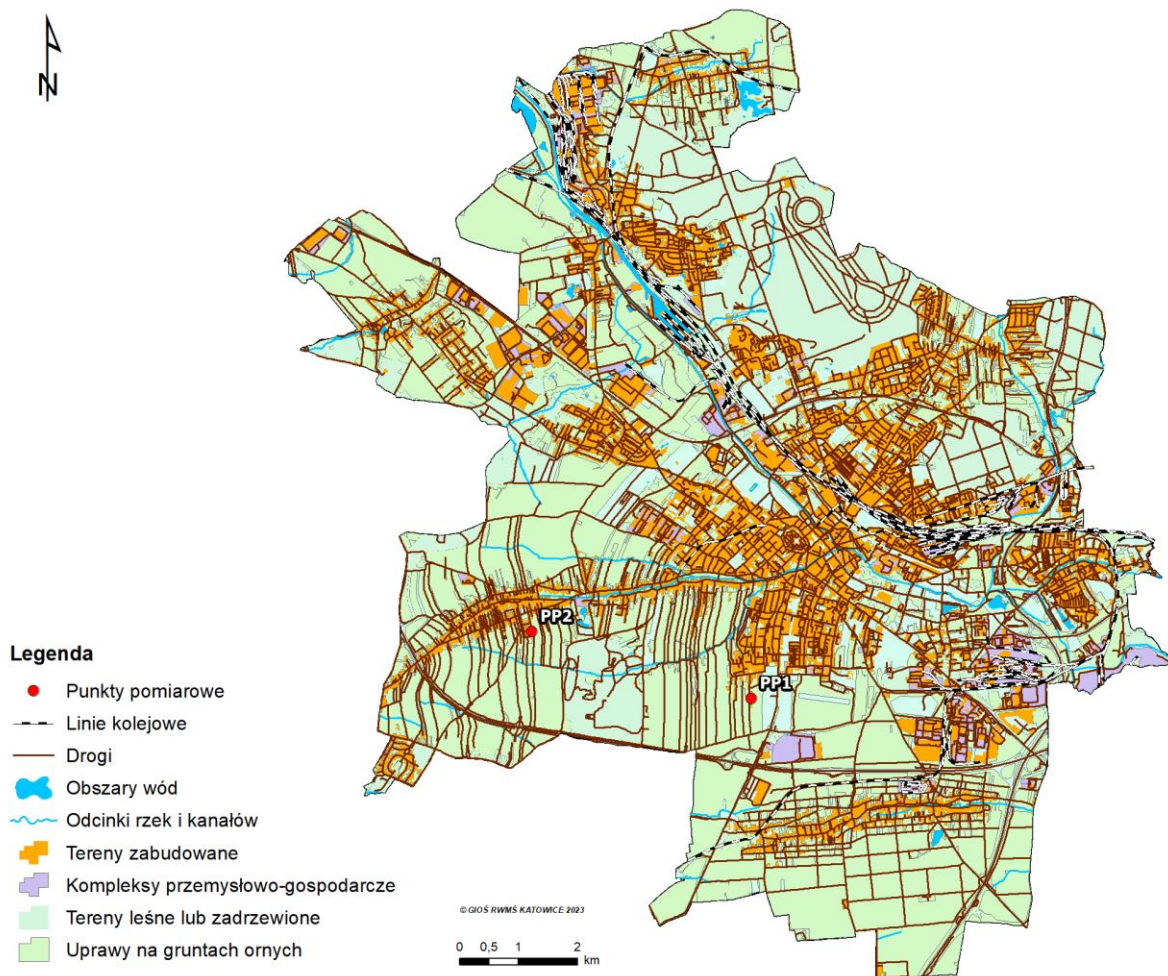 N
PP2
PP1
Legenda
Punkty pomiarowe
Linie kolejowe
Drogi
Obszary wód
Odcinki rzek i kanałów
Tereny zabudowane
Kompleksy przemysłowo-gospodarcze
Tereny leśne lub zadrzewione
Uprawy na gruntach ornych
© GIOŚ RWMŚ KATOWICE 2023
0 0,5 1 2
km